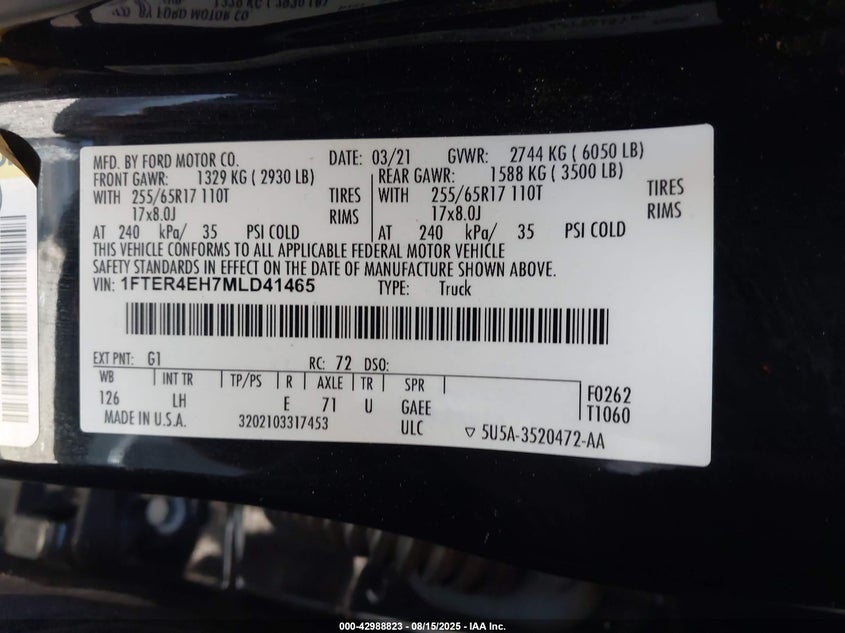 MFD. BY FORD MOTOR CO. DATE: 03/21 GVWR: 2744 KG ( 6050 LB)
FRONT GAWR: 1329 KG ( 2930 LB) REAR GAWR: 1588 KG ( 3500 LB)
WITH 255/65R17 110T TIRES WITH 255/65R17 110T TIRES
17x8.0J RIMS 17x8.0J RIMS
AT 240 kPa/ 35 PSI COLD AT 240 kPa/ 35 PSI COLD
THIS VEHICLE CONFORMS TO ALL APPLICABLE FEDERAL MOTOR VEHICLE
SAFETY STANDARDS IN EFFECT ON THE DATE OF MANUFACTURE SHOWN ABOVE.
VIN: 1FTER4EH7MLD41465 TYPE: Truck
EXT PNT: G1 RC: 72 DSO:
WB INT TR TP/PS R AXLE TR SPR F0262
126 LH E 71 U GAEE T1060
MADE IN U.S.A. 3202103317453 ULC ▽ 5U5A-3520472-AA
000-42988823 - 08/15/2025 - IAA Inc.